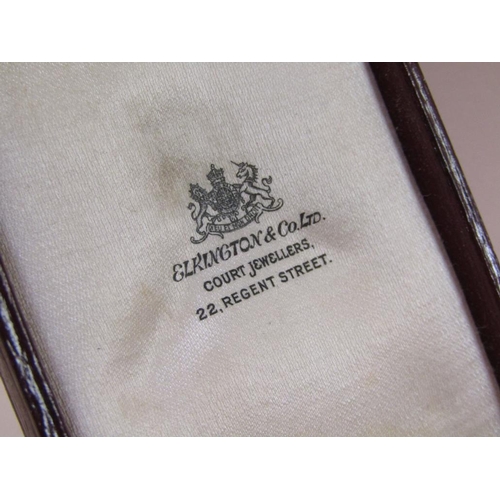 ELKINGTON & CO. LTD.
COURT JEWELLERS,
22, REGENT STREET.